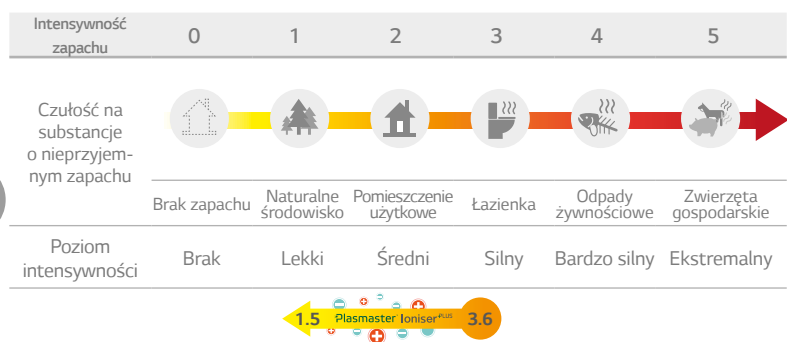 Intensywność
zapachu
0 1 2 3 4 5
Czułość na
substancje
o nieprzyjem-
nym zapachu
Brak zapachu
Naturalne
środowisko
Pomieszczenie
użytkowe
Łazienka
Odpady
żywnościowe
Zwierzęta
gospodarskie
Poziom
intensywności
Brak Lekki Średni Silny Bardzo silny Ekstremalny
1.5 Plasmaster Ioniser PLUS 3.6